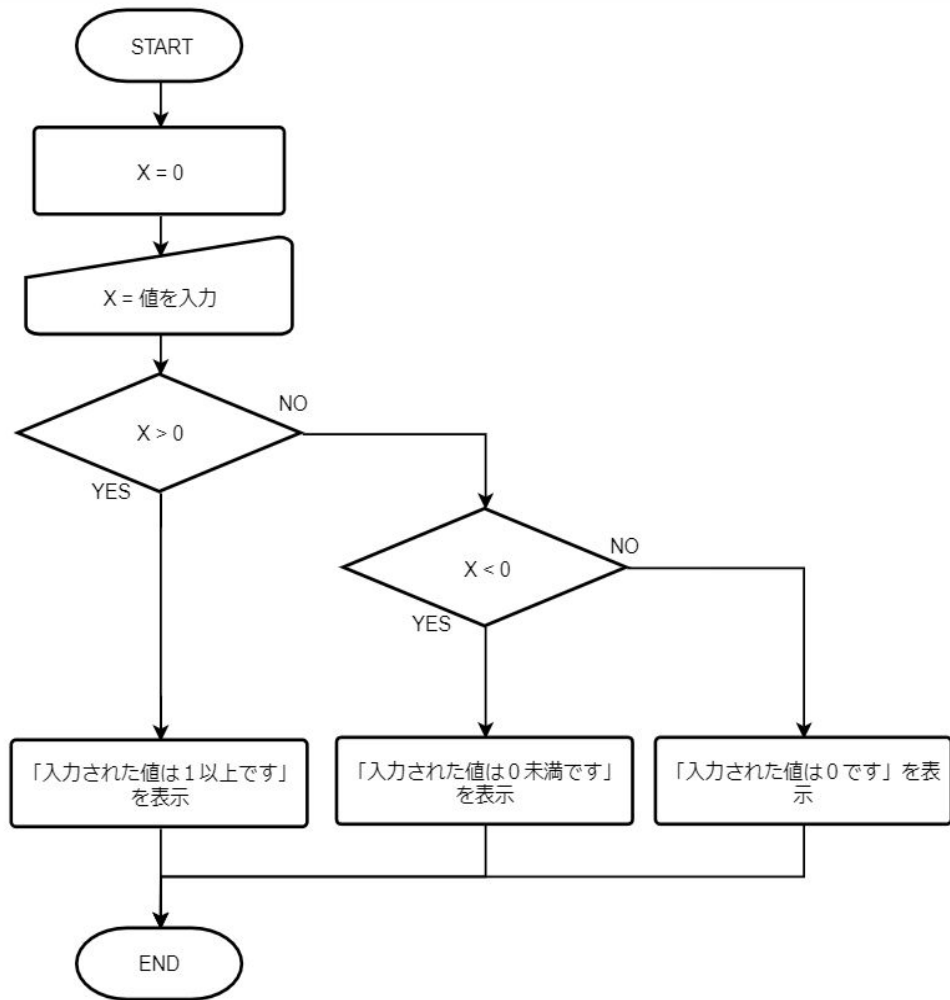 START
X = 0
X = 値を入力
X > 0
NO
YES
X < 0
NO
YES
「入力された値は１以上です」
を表示
「入力された値は０未満です」
を表示
「入力された値は０です」を表
示
END